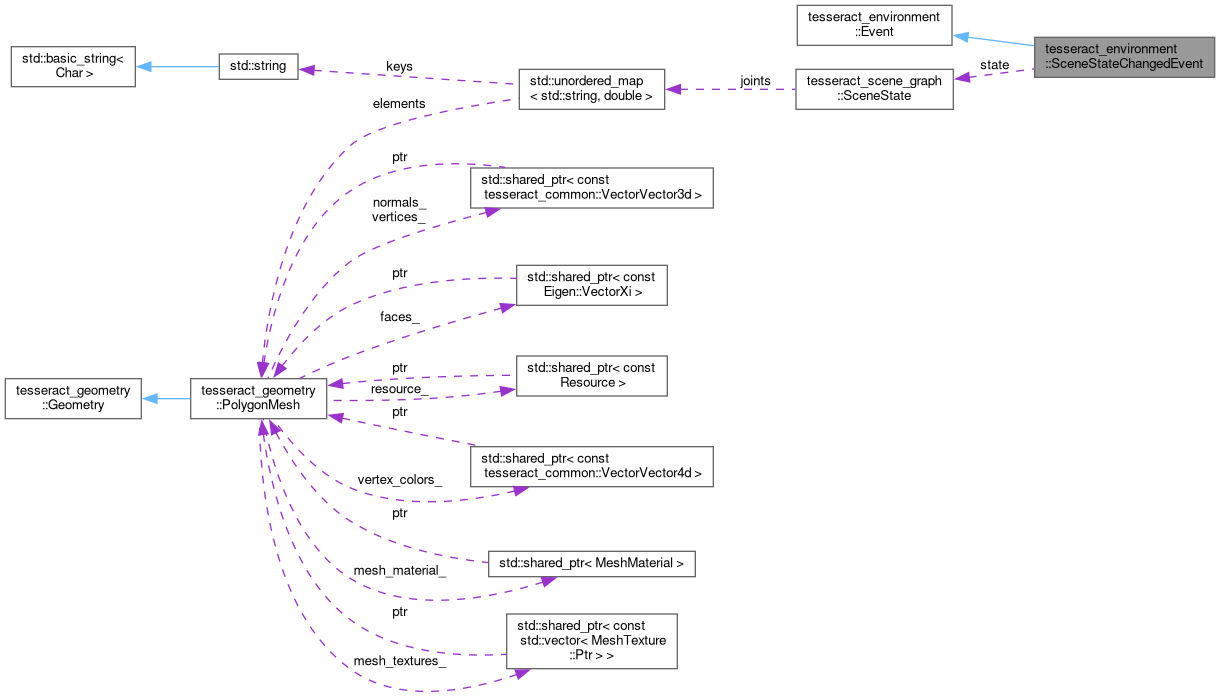 tesseract_environment
::Event
tesseract_environment
::SceneStateChangedEvent
state
tesseract_scene_graph
::SceneState
joints
std::unordered_map
< std::string, double >
keys
std::string
std::basic_string<
Char >
elements
ptr
std::shared_ptr< const
tesseract_common::VectorVector3d >
normals_
vertices_
ptr
std::shared_ptr< const
Eigen::VectorXi >
faces_
ptr
std::shared_ptr< const
Resource >
resource_
tesseract_geometry
::Geometry
tesseract_geometry
::PolygonMesh
ptr
std::shared_ptr< const
tesseract_common::VectorVector4d >
vertex_colors_
ptr
std::shared_ptr< MeshMaterial >
mesh_material_
ptr
std::shared_ptr< const
std::vector< MeshTexture
::Ptr > >
mesh_textures_